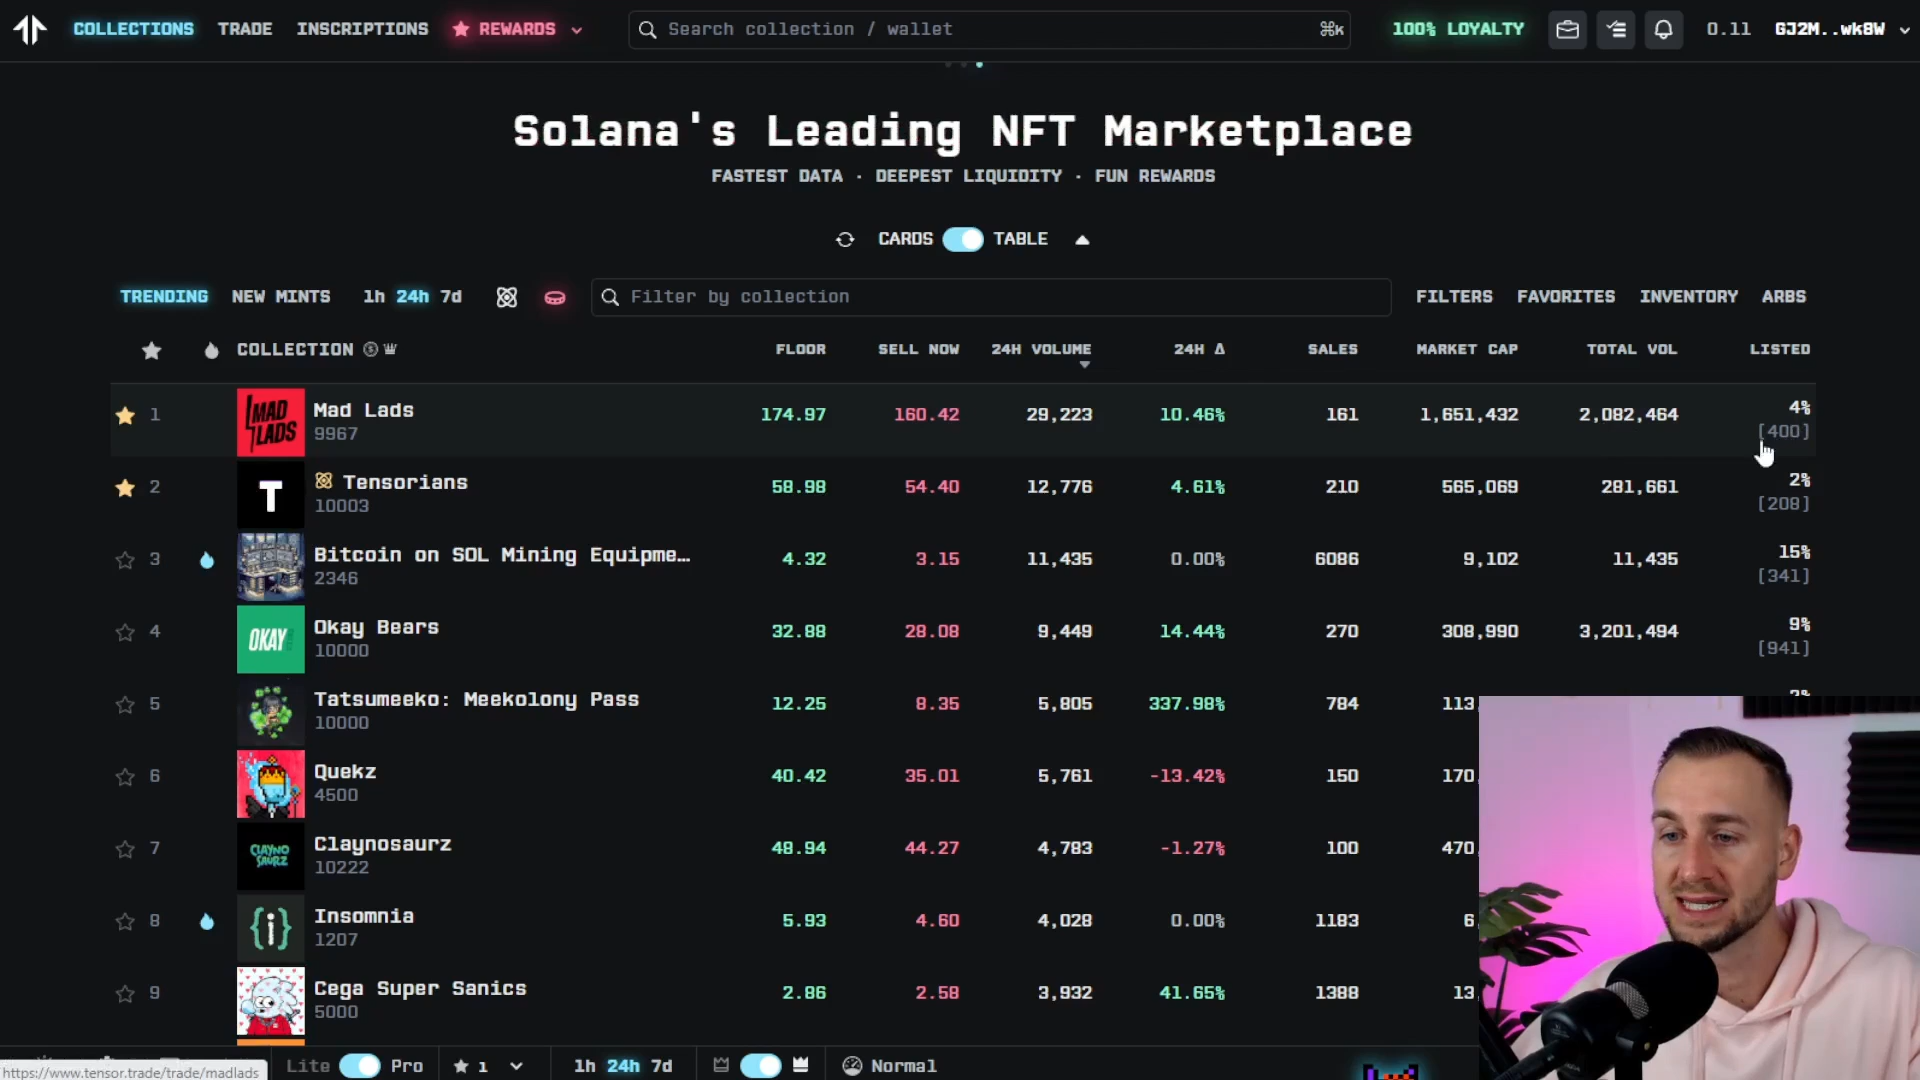 COLLECTIONS TRADE INSCRIPTIONS REWARDS Search collection / wallet ⌘K 100% LOYALTY 0.11 GJ2M..wk8W
Solana's Leading NFT Marketplace
FASTEST DATA · DEEPEST LIQUIDITY · FUN REWARDS
CARDS TABLE
TRENDING NEW MINTS 1h 24h 7d Filter by collection FILTERS FAVORITES INVENTORY ARBS
COLLECTION FLOOR SELL NOW 24H VOLUME 24H Δ SALES MARKET CAP TOTAL VOL LISTED
MAD LADS
1 Mad Lads 174.97 160.42 29,223 10.46% 161 1,651,432 2,082,464 4%
9967 [400]
T
2 Tensorians 58.98 54.40 12,776 4.61% 210 565,069 281,661 2%
10003 [208]
3 Bitcoin on SOL Mining Equipme… 4.32 3.15 11,435 0.00% 6086 9,102 11,435 15%
2346 [341]
OKAY
4 Okay Bears 32.88 28.08 9,449 14.44% 270 308,990 3,201,494 9%
10000 [941]
5 Tatsumeeko: Meekolony Pass 12.25 8.35 5,805 337.98% 784 113,
10000
6 Quekz 40.42 35.01 5,761 -13.42% 150 170,
4500
CLAYNO SAURZ
7 Claynosaurz 48.94 44.27 4,783 -1.27% 100 470,
10222
{i}
8 Insomnia 5.93 4.60 4,028 0.00% 1183 6,
1207
9 Cega Super Sanics 2.86 2.58 3,932 41.65% 1388 13,
5000
Lite Pro 1 1h 24h 7d Normal
https://www.tensor.trade/trade/madlads